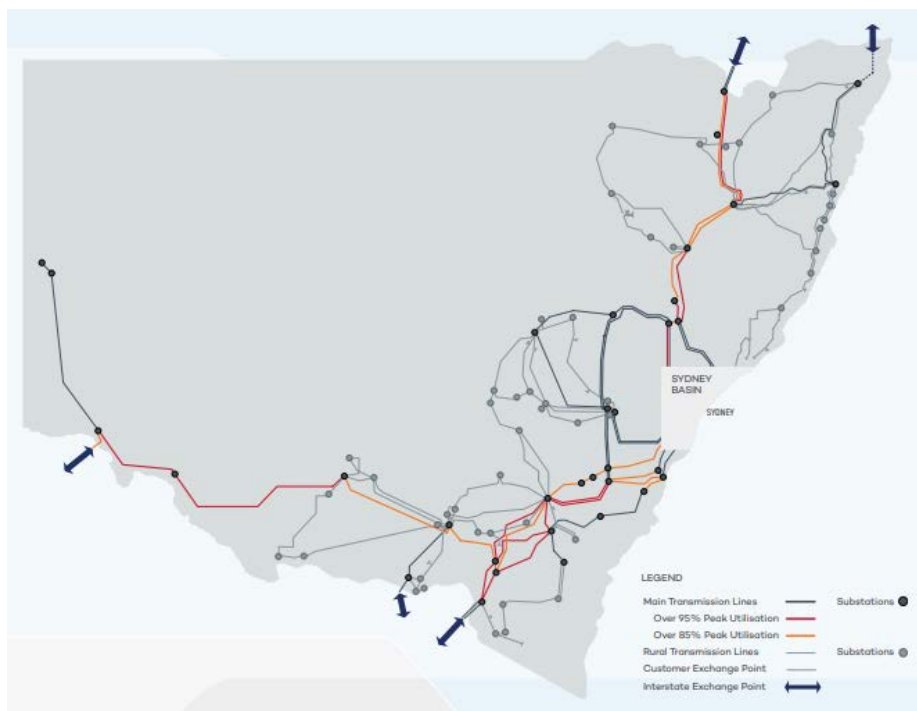 SYDNEY
BASIN
SYDNEY
LEGEND
Main Transmission Lines
Substations
Over 95% Peak Utilisation
Over 85% Peak Utilisation
Rural Transmission Lines
Substations
Customer Exchange Point
Interstate Exchange Point